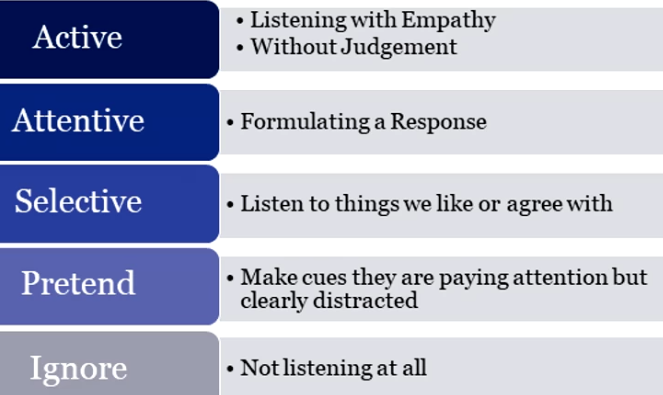 Active
• Listening with Empathy
• Without Judgement
Attentive
• Formulating a Response
Selective
• Listen to things we like or agree with
Pretend
• Make cues they are paying attention but
clearly distracted
Ignore
• Not listening at all